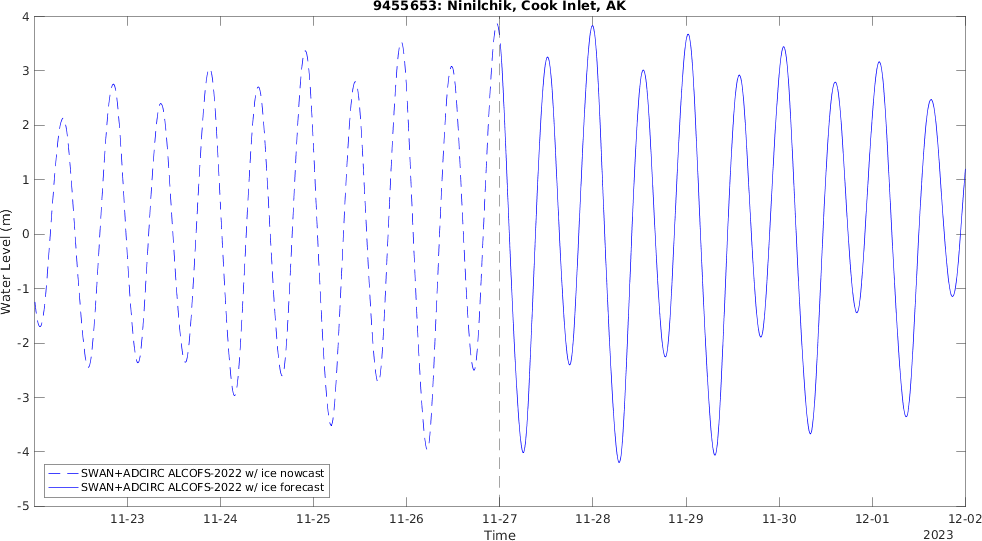 9455653: Ninilchik, Cook Inlet, AK
4
3
2
1
0
-1
-2
-3
-4
-5
Water Level (m)
SWAN+ADCIRC ALCOFS-2022 w/ ice nowcast
SWAN+ADCIRC ALCOFS-2022 w/ ice forecast
11-23 11-24 11-25 11-26 11-27 11-28 11-29 11-30 12-01 12-02
Time
2023